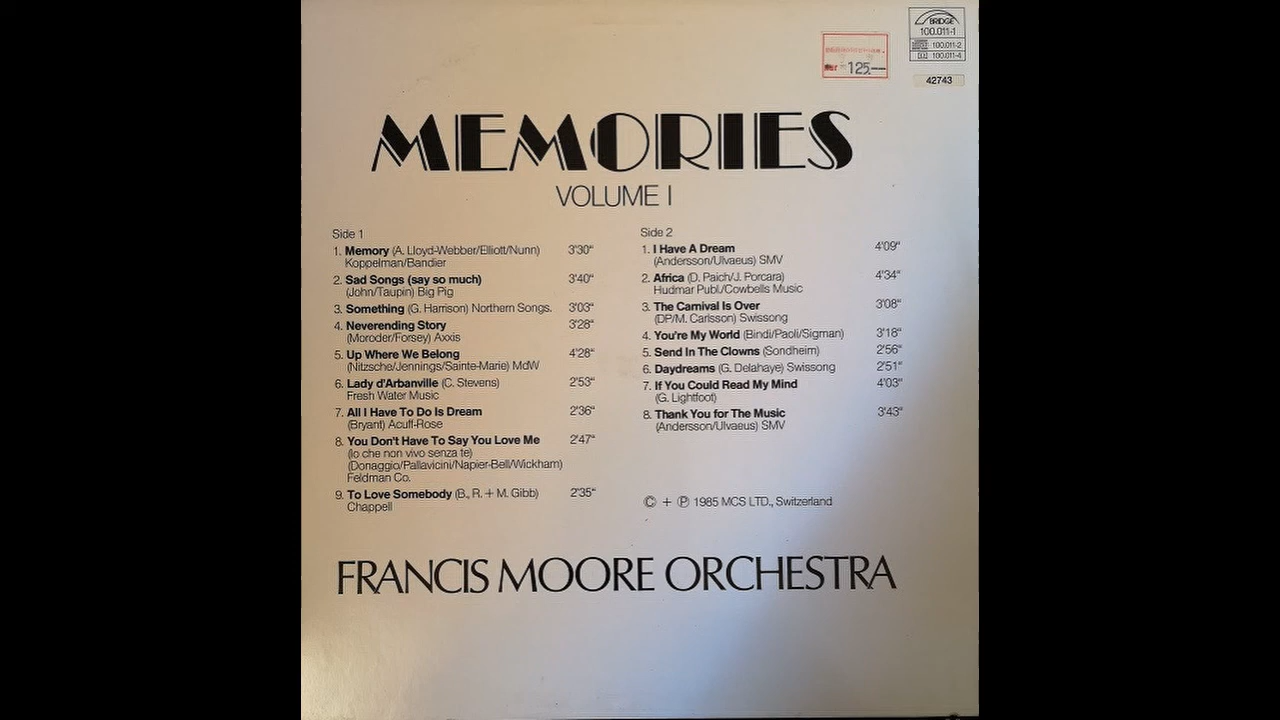 BRIDGE
100.011-1
100.011-2
100.011-4
125.-
42743
MEMORIES
VOLUME I
Side 1
1. Memory (A. Lloyd-Webber/Elliott/Nunn) 3'30"
Koppelman/Bandier
2. Sad Songs (say so much) 3'40"
(John/Taupin) Big Pig
3. Something (G. Harrison) Northern Songs. 3'03"
4. Neverending Story 3'28"
(Moroder/Forsey) Axxis
5. Up Where We Belong 4'28"
(Nitzsche/Jennings/Sainte-Marie) MdW
6. Lady d'Arbanville (C. Stevens) 2'53"
Fresh Water Music
7. All I Have To Do Is Dream 2'36"
(Bryant) Acuff-Rose
8. You Don't Have To Say You Love Me 2'47"
(Io che non vivo senza te)
(Donaggio/Pallavicini/Napier-Bell/Wickham)
Feldman Co.
9. To Love Somebody (B., R. + M. Gibb) 2'35"
Chappell
Side 2
1. I Have A Dream 4'09"
(Andersson/Ulvaeus) SMV
2. Africa (D. Paich/J. Porcara) 4'34"
Hudmar Publ./Cowbells Music
3. The Carnival Is Over 3'08"
(DP/M. Carlsson) Swissong
4. You're My World (Bindi/Paoli/Sigman) 3'18"
5. Send In The Clowns (Sondheim) 2'56"
6. Daydreams (G. Delahaye) Swissong 2'51"
7. If You Could Read My Mind 4'03"
(G. Lightfoot)
8. Thank You for The Music 3'43"
(Andersson/Ulvaeus) SMV
© + ℗ 1985 MCS LTD., Switzerland
FRANCIS MOORE ORCHESTRA